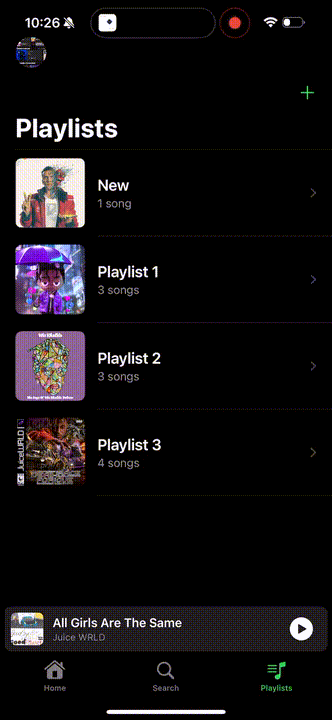 10:26
Playlists
New
1 song
Playlist 1
3 songs
Playlist 2
3 songs
Playlist 3
4 songs
All Girls Are The Same
Juice WRLD
Home
Search
Playlists